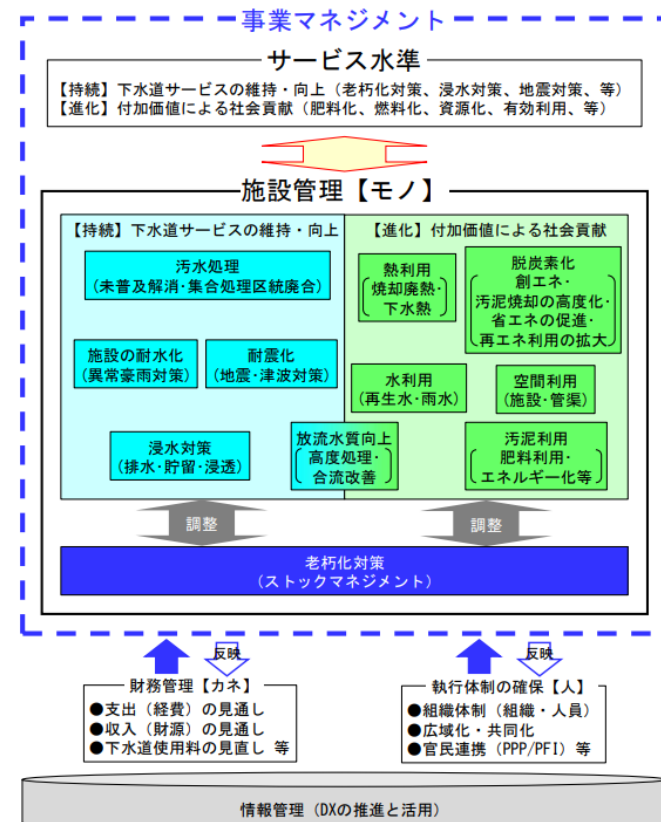 事業マネジメント
サービス水準
【持続】下水道サービスの維持・向上（老朽化対策、浸水対策、地震対策、等）
【進化】付加価値による社会貢献（肥料化、燃料化、資源化、有効利用、等）
施設管理【モノ】
【持続】下水道サービスの維持・向上
【進化】付加価値による社会貢献
汚水処理
(未普及解消・集合処理区統廃合)
熱利用
焼却廃熱・
下水熱
脱炭素化
創エネ・
汚泥焼却の高度化・
省エネの促進・
再エネ利用の拡大
施設の耐水化
(異常豪雨対策)
耐震化
(地震・津波対策)
水利用
(再生水・雨水)
空間利用
(施設・管渠)
浸水対策
(排水・貯留・浸透)
放流水質向上
高度処理・
合流改善
汚泥利用
肥料利用・
エネルギー化等
調整
調整
老朽化対策
(ストックマネジメント)
反映
反映
財務管理【カネ】
●支出（経費）の見通し
●収入（財源）の見通し
●下水道使用料の見直し 等
執行体制の確保【人】
●組織体制（組織・人員）
●広域化・共同化
●官民連携（PPP/PFI）等
情報管理（DXの推進と活用）